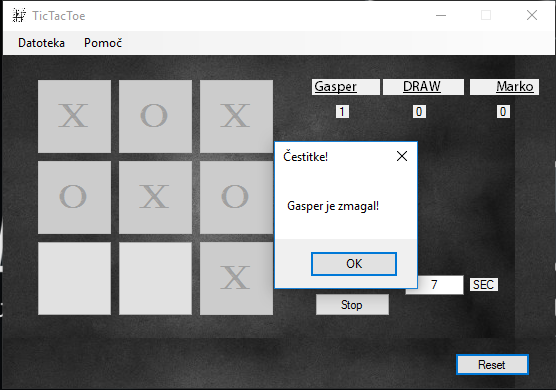 TicTacToe
Datoteka Pomoč
Gasper DRAW Marko
1 0 0
X O X
O X O
X
Čestitke!
Gasper je zmagal!
OK
7 SEC
Stop
Reset